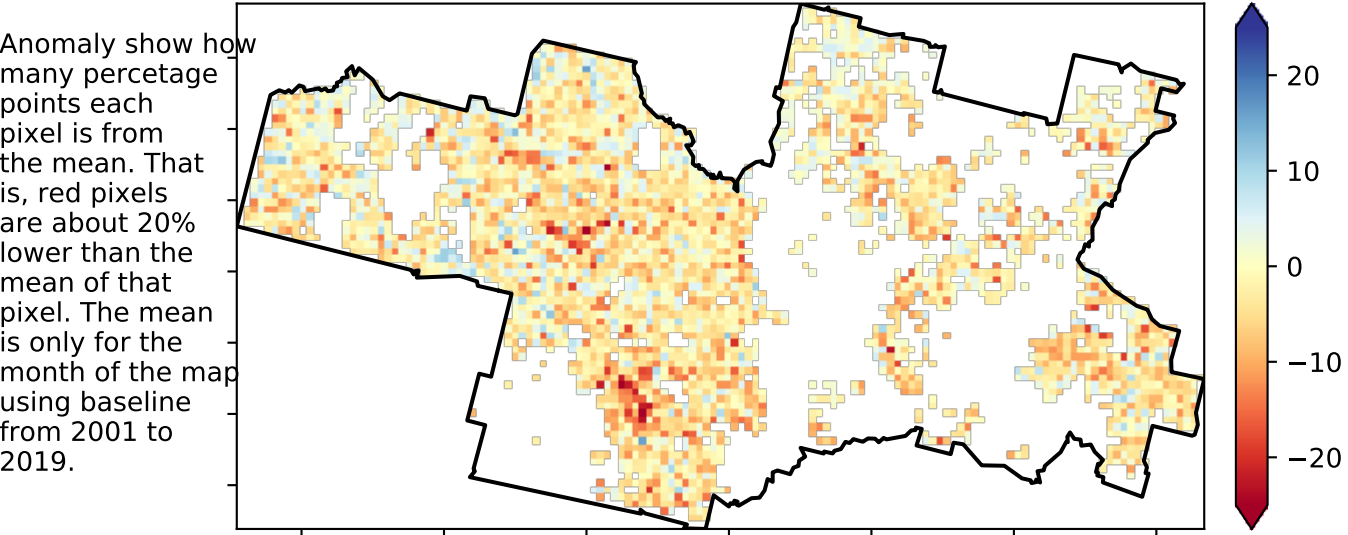 Anomaly show how
many percetage
points each
pixel is from
the mean. That
is, red pixels
are about 20%
lower than the
mean of that
pixel. The mean
is only for the
month of the map
using baseline
from 2001 to
2019.
20
10
0
−10
−20